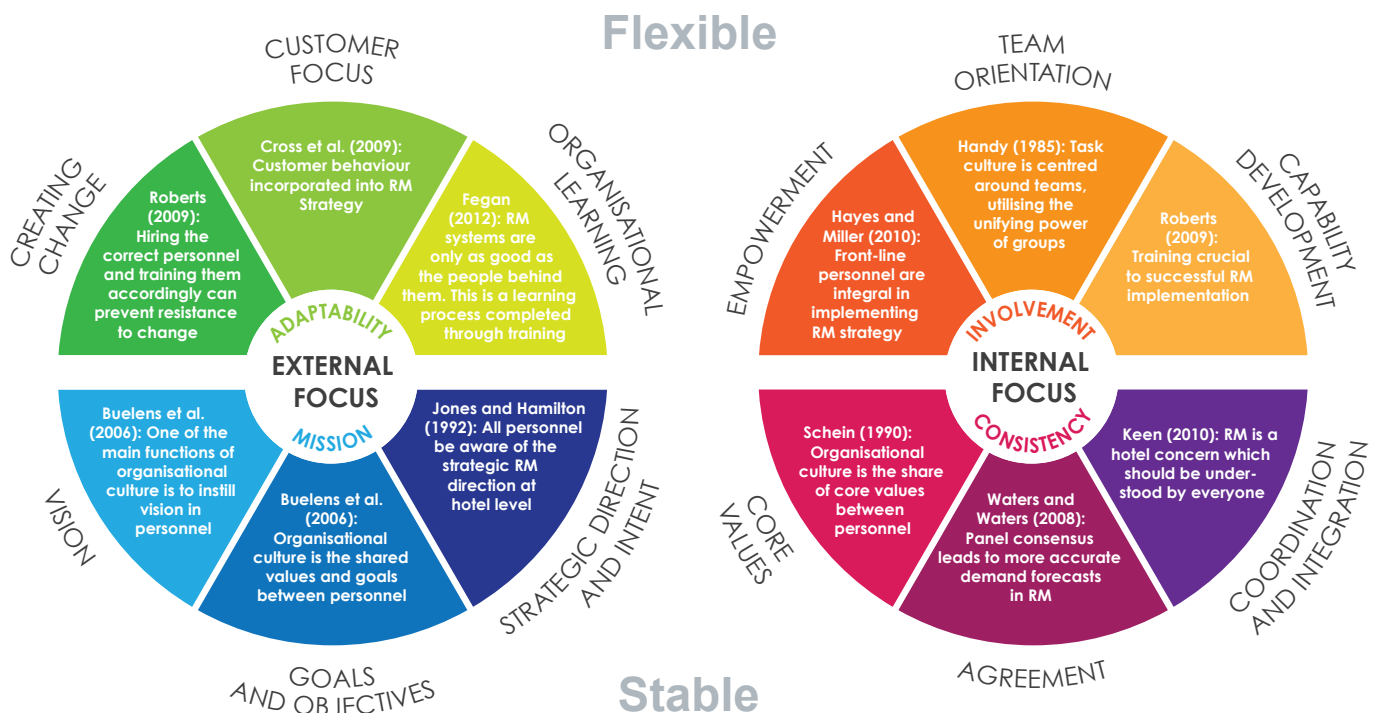 Flexible
CUSTOMER
FOCUS
CREATING
CHANGE
ORGANISATIONAL
LEARNING
Cross et al. (2009):
Customer behaviour
incorporated into RM
Strategy
Roberts
(2009):
Hiring the
correct personnel
and training them
accordingly can
prevent resistance
to change
Fegan
(2012): RM
systems are
only as good as
the people behind
them. This is a learning
process completed
through training
ADAPTABILITY
EXTERNAL
FOCUS
MISSION
Buelens et al.
(2006): One of the
main functions of
organisational
culture is to instill
vision in
personnel
Buelens et al.
(2006):
Organisational
culture is the shared
values and goals
between personnel
Jones and Hamilton
(1992): All personnel
be aware of the
strategic RM
direction at
hotel level
VISION
GOALS
AND OBJECTIVES
STRATEGIC DIRECTION
AND INTENT
TEAM
ORIENTATION
EMPOWERMENT
CAPABILITY
DEVELOPMENT
Handy (1985): Task
culture is centred
around teams,
utilising the
unifying power
of groups
Hayes and
Miller (2010):
Front-line
personnel are
integral in
implementing
RM strategy
Roberts
(2009):
Training crucial
to successful RM
implementation
INVOLVEMENT
INTERNAL
FOCUS
CONSISTENCY
Schein (1990):
Organisational
culture is the share
of core values
between
personnel
Waters and
Waters (2008):
Panel consensus
leads to more accurate
demand forecasts
in RM
Keen (2010): RM is a
hotel concern which
should be under-
stood by everyone
CORE
VALUES
AGREEMENT
COORDINATION
AND INTEGRATION
Stable